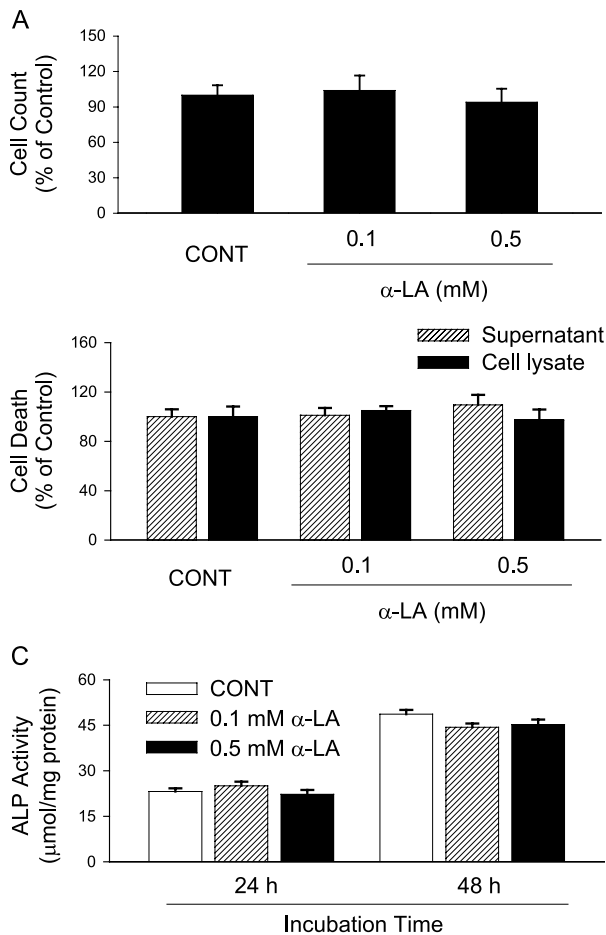 A
Cell Count
(% of Control)
150
120
90
60
30
0
CONT
0.1
0.5
α-LA (mM)
Supernatant
Cell lysate
Cell Death
(% of Control)
160
120
80
40
0
CONT
0.1
0.5
α-LA (mM)
C
CONT
0.1 mM α-LA
0.5 mM α-LA
ALP Activity
(μmol/mg protein)
60
45
30
15
0
24 h
48 h
Incubation Time